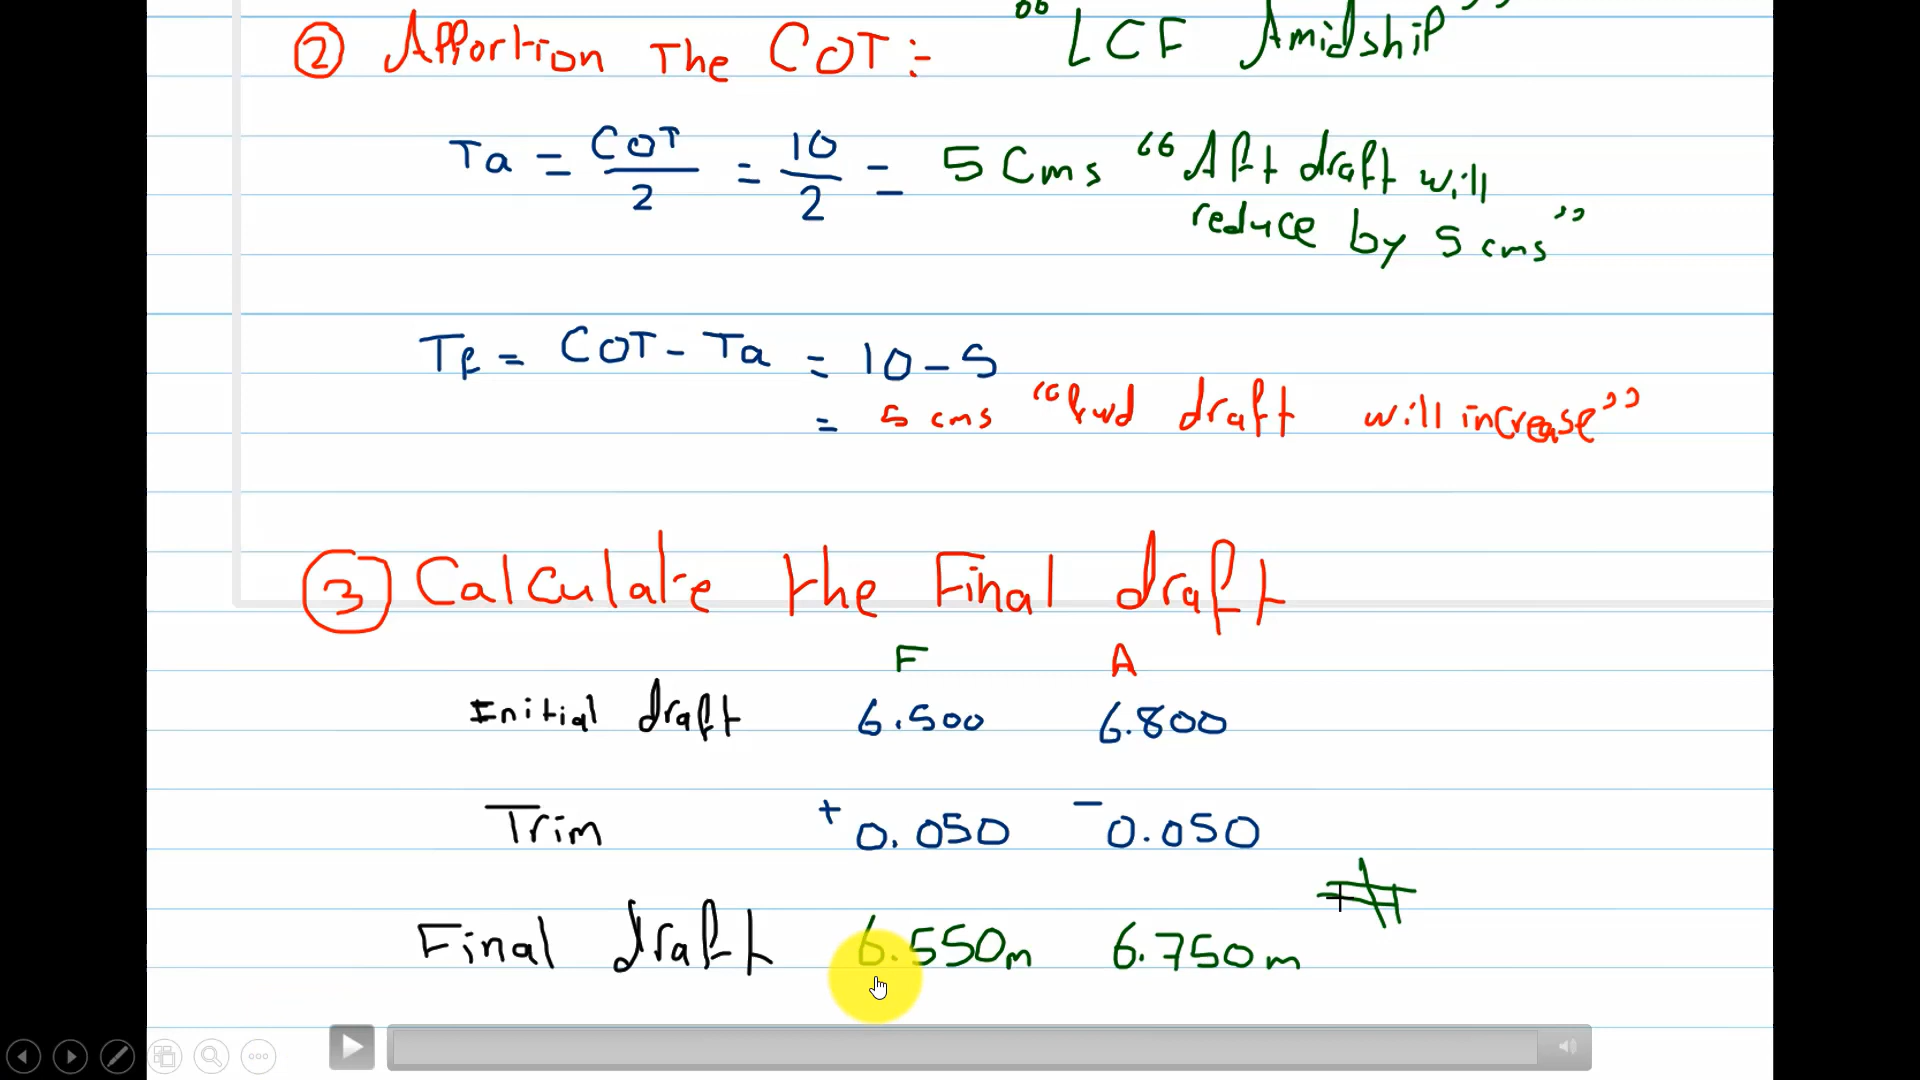 ② Apportion The COT :- "LCF Amidship"
Ta = COT/2 = 10/2 = 5 Cms "Aft draft will
reduce by 5 cms"
Tf = COT - Ta = 10 - 5
= 5 cms "fwd draft will increase"
③ Calculate the Final draft
F A
Initial draft 6.500 6.800
Trim + 0.050 - 0.050
Final draft 6.550m 6.750m